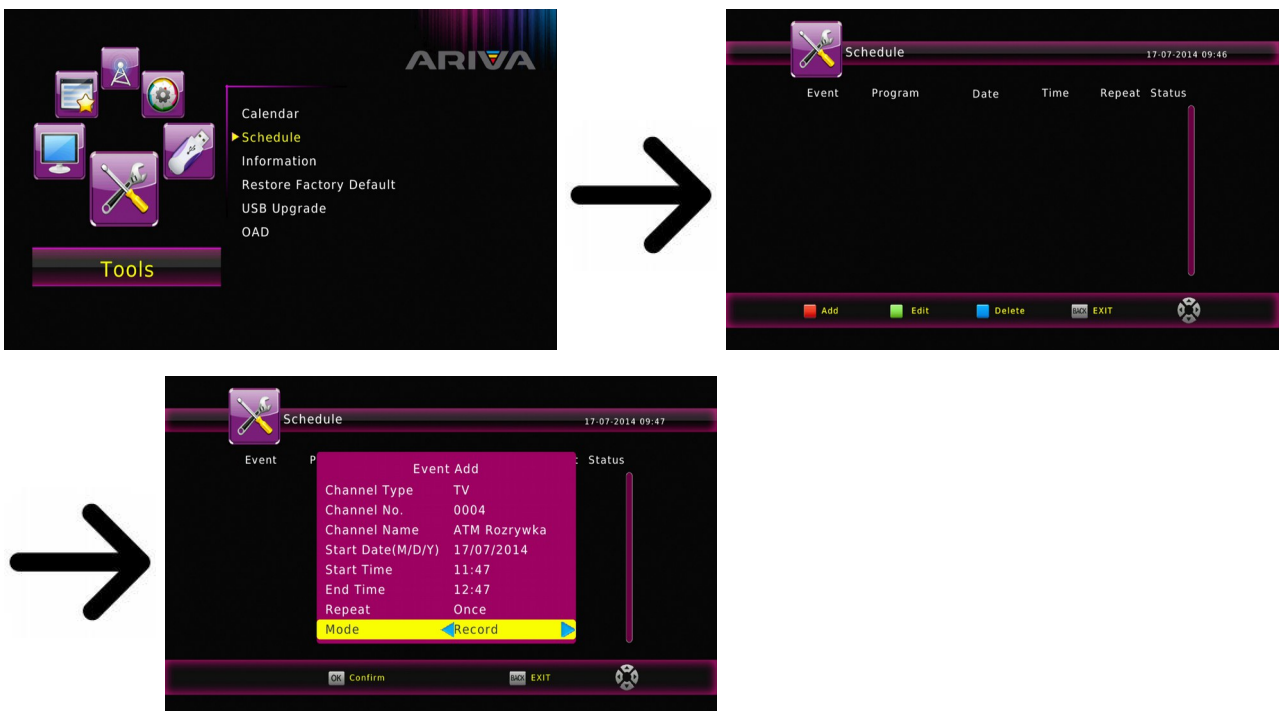 ARIVA
Calendar
Schedule
Information
Restore Factory Default
USB Upgrade
OAD
Tools
Schedule 17-07-2014 09:46
Event Program Date Time Repeat Status
Add Edit Delete BACK EXIT
Schedule 17-07-2014 09:47
Event P t Status
Event Add
Channel Type TV
Channel No. 0004
Channel Name ATM Rozrywka
Start Date(M/D/Y) 17/07/2014
Start Time 11:47
End Time 12:47
Repeat Once
Mode Record
OK Confirm BACK EXIT